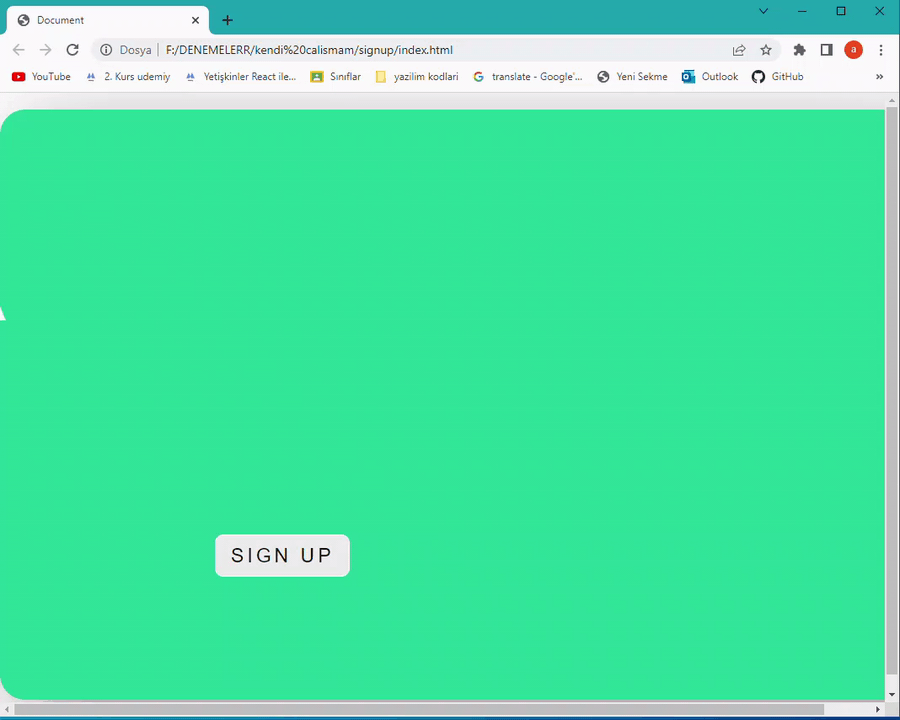 Document
Dosya F:/DENEMELERR/kendi%20calismam/signup/index.html
YouTube 2. Kurs udemiy Yetişkinler React ile... Sınıflar yazilim kodlari translate - Google'... Yeni Sekme Outlook GitHub »
a
SIGN UP